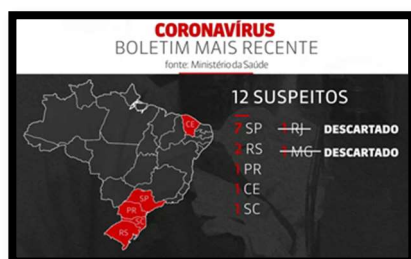 CORONAVÍRUS
BOLETIM MAIS RECENTE
fonte: Ministério da Saúde
12 SUSPEITOS
7 SP 1 RJ DESCARTADO
2 RS 1 MG DESCARTADO
1 PR
1 CE
1 SC
CE
SP
PR
SC
RS